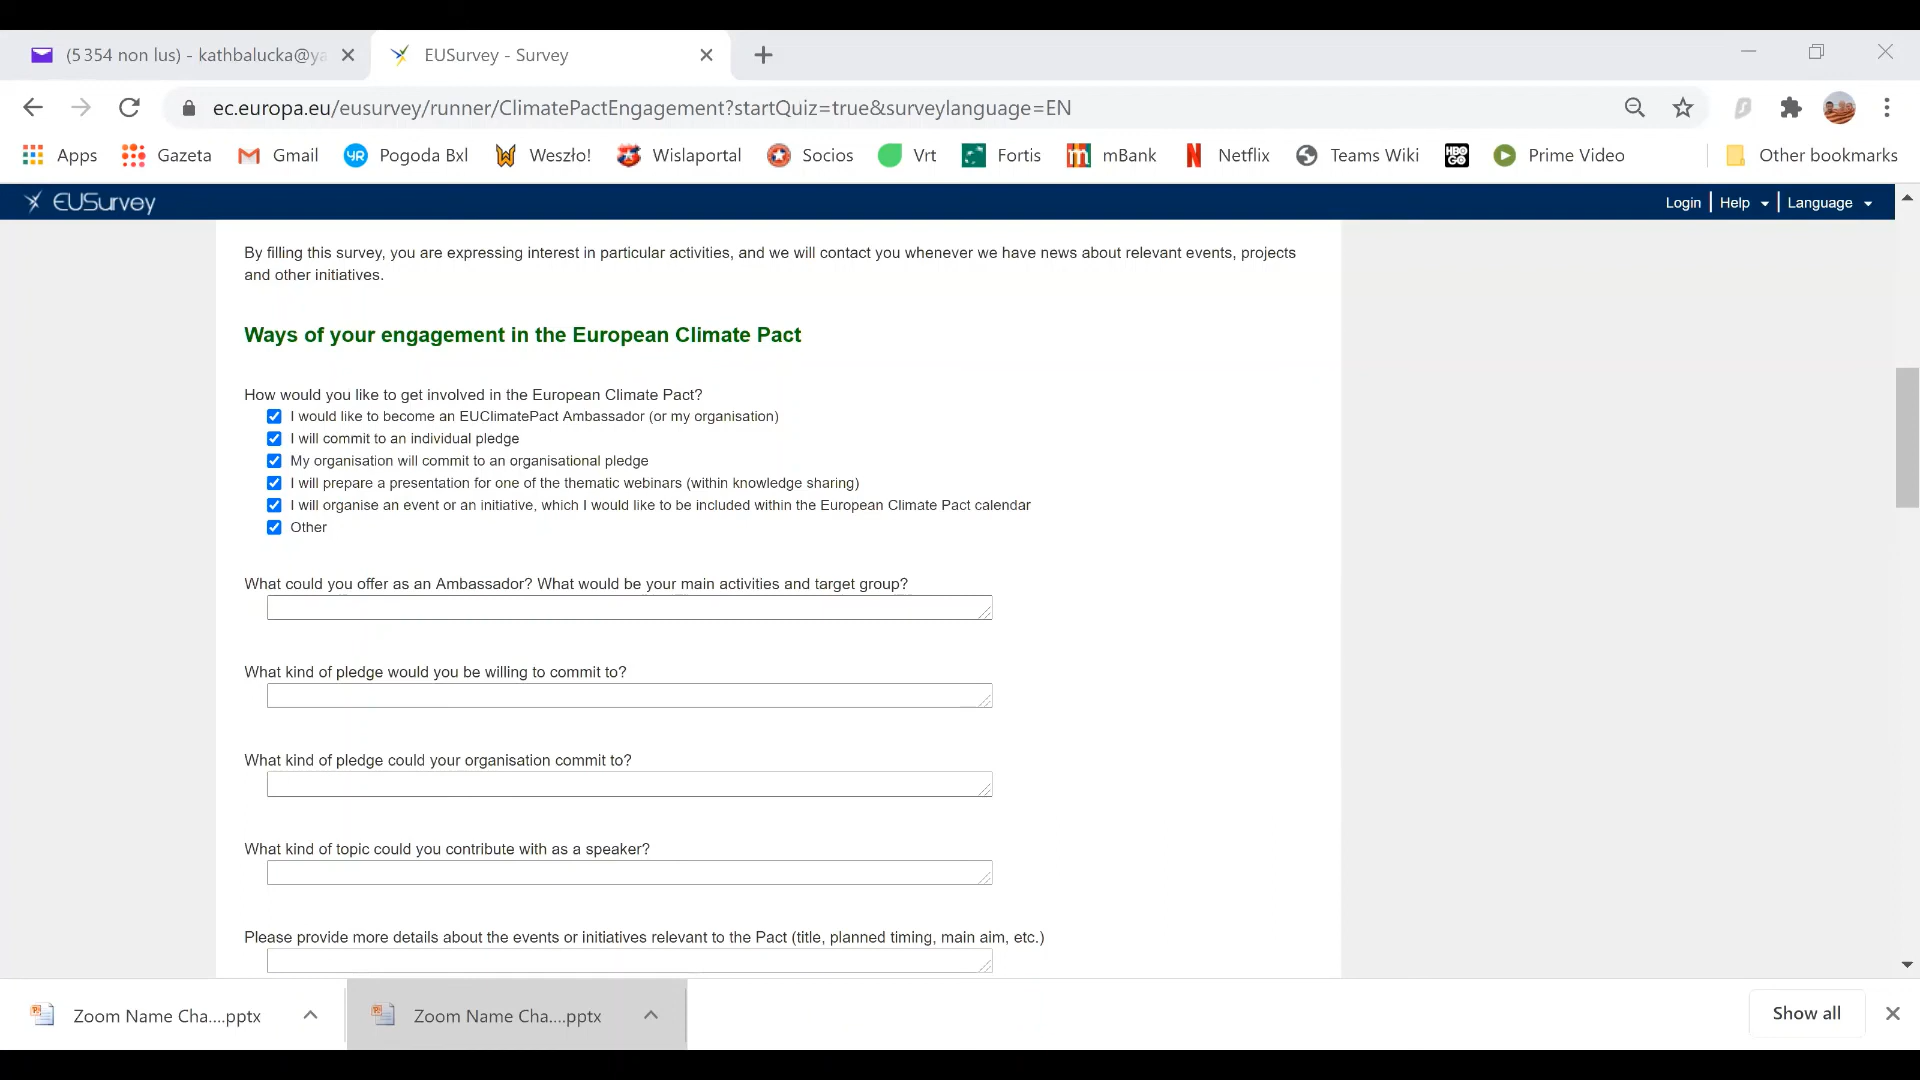 (5 354 non lus) - kathbalucka@ya
EUSurvey - Survey
ec.europa.eu/eusurvey/runner/ClimatePactEngagement?startQuiz=true&surveylanguage=EN
Apps Gazeta Gmail YR Pogoda Bxl Weszło! Wislaportal Socios Vrt Fortis mBank Netflix Teams Wiki HBO GO Prime Video Other bookmarks
EUSurvey Login Help Language
By filling this survey, you are expressing interest in particular activities, and we will contact you whenever we have news about relevant events, projects
and other initiatives.
Ways of your engagement in the European Climate Pact
How would you like to get involved in the European Climate Pact?
I would like to become an EUClimatePact Ambassador (or my organisation)
I will commit to an individual pledge
My organisation will commit to an organisational pledge
I will prepare a presentation for one of the thematic webinars (within knowledge sharing)
I will organise an event or an initiative, which I would like to be included within the European Climate Pact calendar
Other
What could you offer as an Ambassador? What would be your main activities and target group?
What kind of pledge would you be willing to commit to?
What kind of pledge could your organisation commit to?
What kind of topic could you contribute with as a speaker?
Please provide more details about the events or initiatives relevant to the Pact (title, planned timing, main aim, etc.)
Zoom Name Cha....pptx Zoom Name Cha....pptx Show all